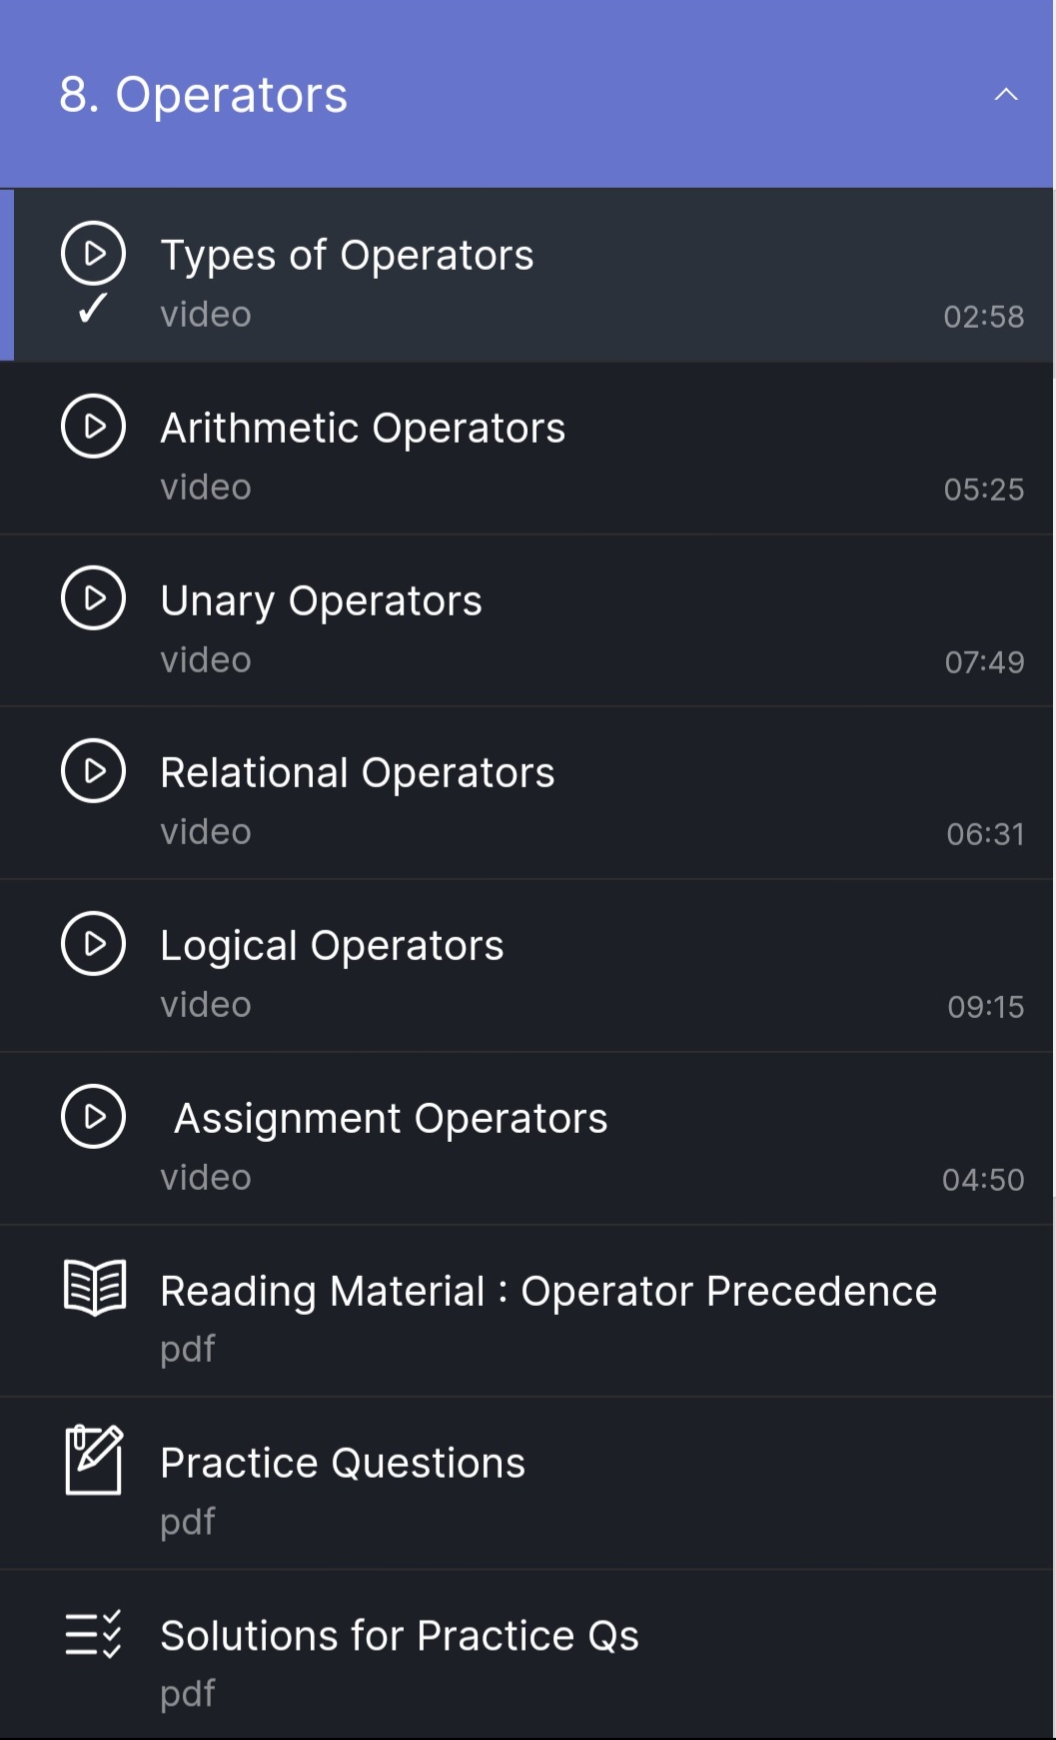 8. Operators
Types of Operators
video
02:58
Arithmetic Operators
video
05:25
Unary Operators
video
07:49
Relational Operators
video
06:31
Logical Operators
video
09:15
Assignment Operators
video
04:50
Reading Material : Operator Precedence
pdf
Practice Questions
pdf
Solutions for Practice Qs
pdf